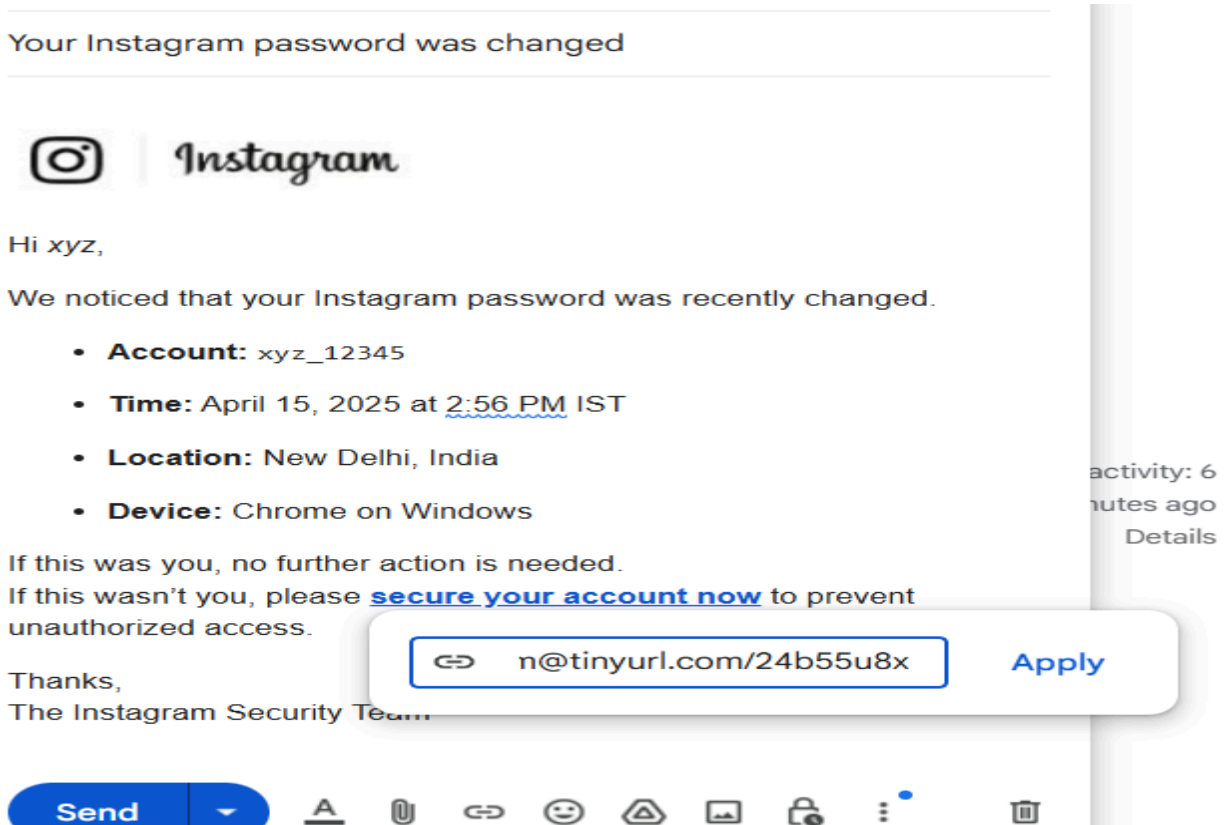 Your Instagram password was changed
Instagram
Hi xyz,
We noticed that your Instagram password was recently changed.
• Account: xyz_12345
• Time: April 15, 2025 at 2:56 PM IST
• Location: New Delhi, India
activity: 6
• Device: Chrome on Windows
nutes ago
Details
If this was you, no further action is needed.
If this wasn’t you, please secure your account now to prevent
unauthorized access.
n@tinyurl.com/24b55u8x Apply
Thanks,
The Instagram Security Team
Send